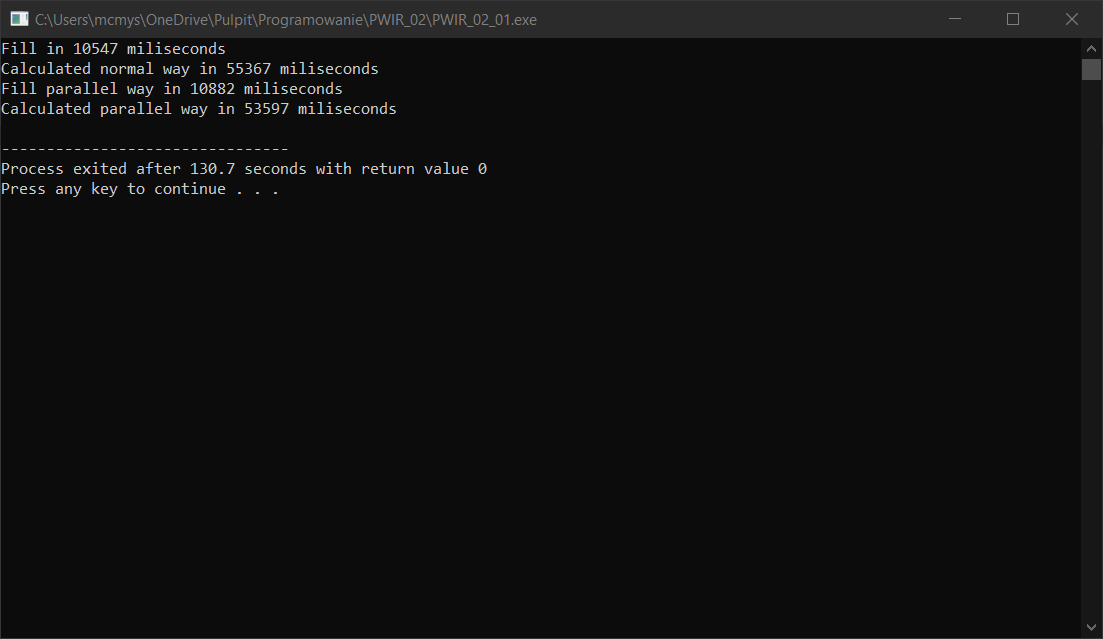 C:\Users\mcmys\OneDrive\Pulpit\Programowanie\PWIR_02\PWIR_02_01.exe
Fill in 10547 miliseconds
Calculated normal way in 55367 miliseconds
Fill parallel way in 10882 miliseconds
Calculated parallel way in 53597 miliseconds
--------------------------------
Process exited after 130.7 seconds with return value 0
Press any key to continue . . .